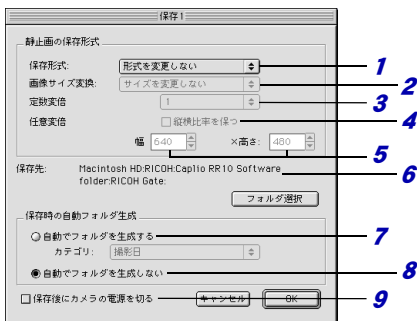 保存1
静止画の保存形式
保存形式: 形式を変更しない 1
画像サイズ変換: サイズを変更しない 2
定数変倍 1 3
任意変倍 □縦横比率を保つ 4
幅 640 ×高さ: 480 5
保存先: Macintosh HD:RICOH:Caplio RR10 Software
folder:RICOH Gate: 6
フォルダ選択
保存時の自動フォルダ生成
自動でフォルダを生成する 7
カテゴリ: 撮影日
自動でフォルダを生成しない 8
保存後にカメラの電源を切る キャンセル OK 9